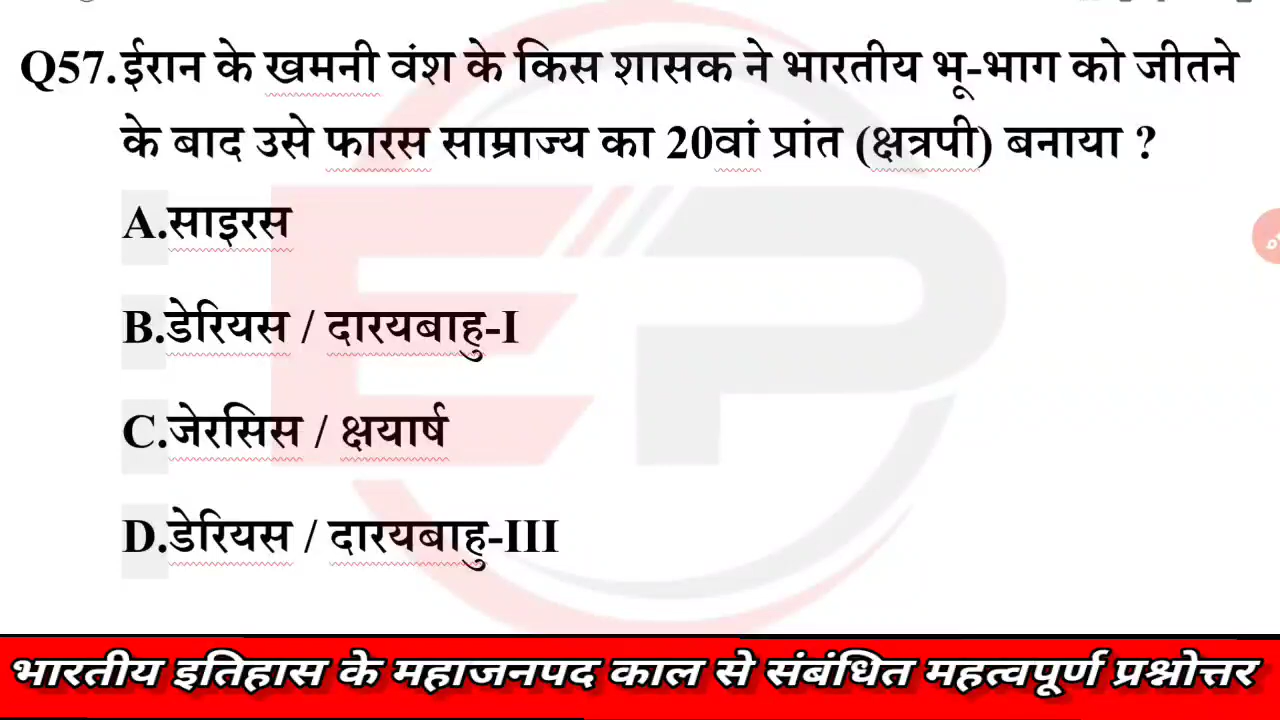 Q57.ईरान के खमनी वंश के किस शासक ने भारतीय भू-भाग को जीतने
के बाद उसे फारस साम्राज्य का 20वां प्रांत (क्षत्रपी) बनाया ?
A.साइरस
B.डेरियस / दारयबाहु-I
C.जेरसिस / क्षयार्ष
D.डेरियस / दारयबाहु-III
भारतीय इतिहास के महाजनपद काल से संबंधित महत्वपूर्ण प्रश्नोत्तर